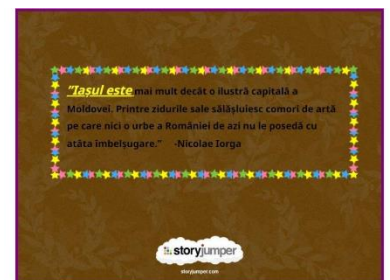 "Iașul este mai mult decât o ilustră capitală a
Moldovei. Printre zidurile sale sălășluiesc comori de artă
pe care nici o urbe a României de azi nu le posedă cu
atâta îmbelșugare." -Nicolae Iorga
storyjumper
storyjumper.com